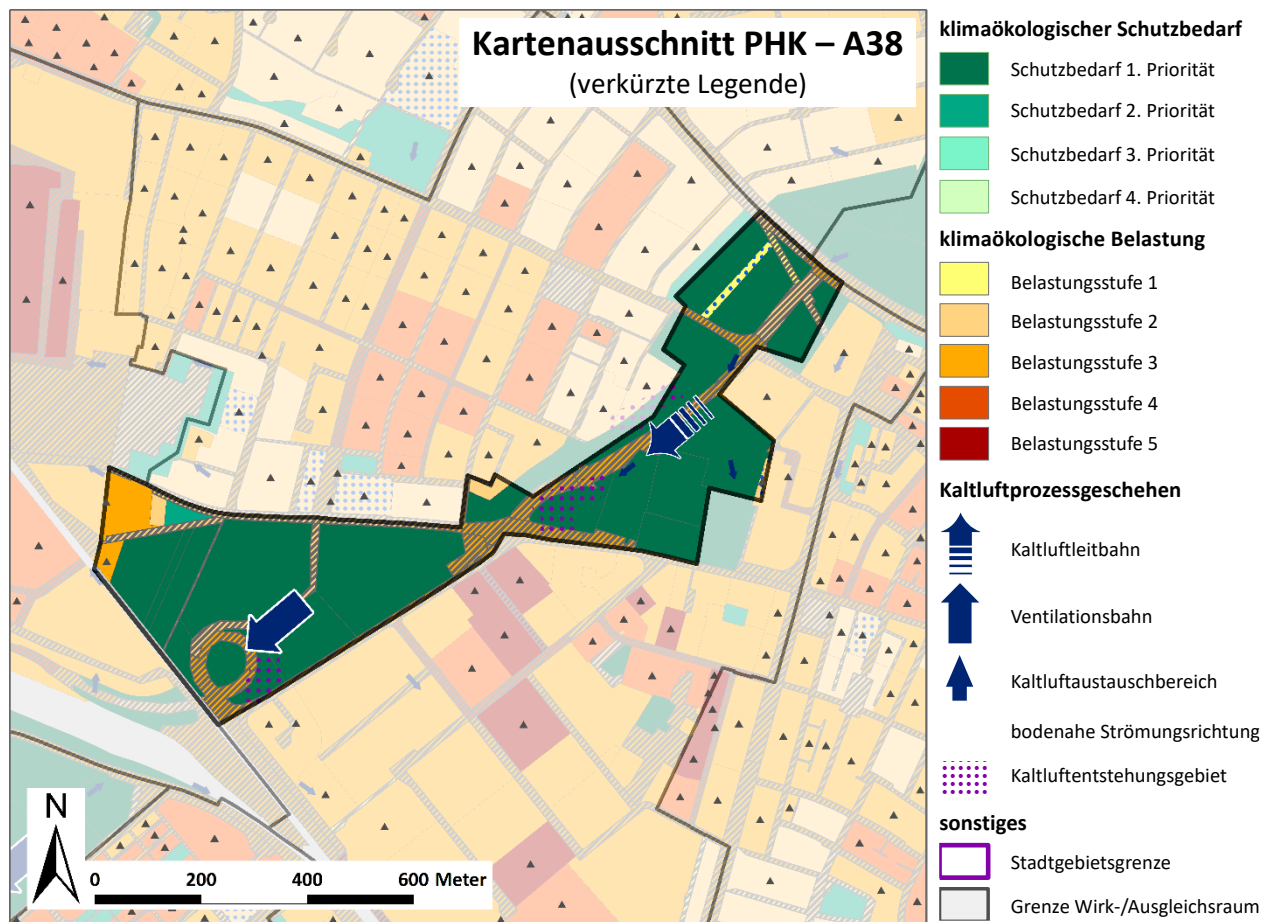 Kartenausschnitt PHK – A38
(verkürzte Legende)
klimaökologischer Schutzbedarf
Schutzbedarf 1. Priorität
Schutzbedarf 2. Priorität
Schutzbedarf 3. Priorität
Schutzbedarf 4. Priorität
klimaökologische Belastung
Belastungsstufe 1
Belastungsstufe 2
Belastungsstufe 3
Belastungsstufe 4
Belastungsstufe 5
Kaltluftprozessgeschehen
Kaltluftleitbahn
Ventilationsbahn
Kaltluftaustauschbereich
bodenahe Strömungsrichtung
Kaltluftentstehungsgebiet
sonstiges
Stadtgebietsgrenze
Grenze Wirk-/Ausgleichsraum
N
0 200 400 600 Meter